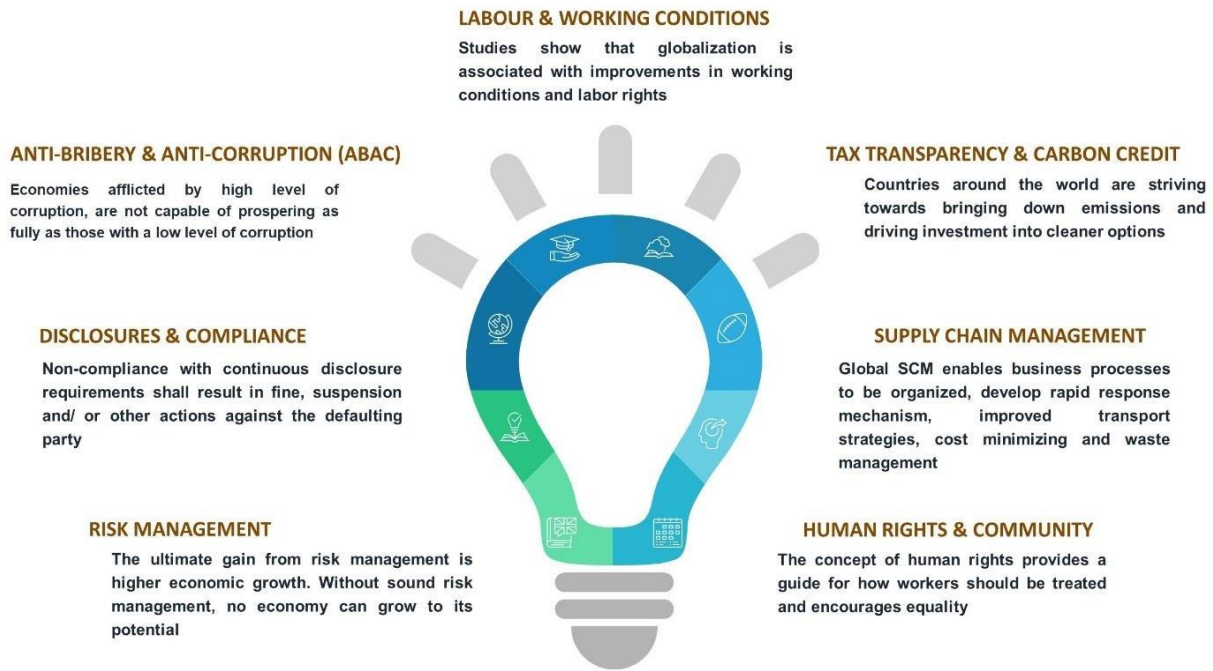 LABOUR & WORKING CONDITIONS
Studies show that globalization is
associated with improvements in working
conditions and labor rights
ANTI-BRIBERY & ANTI-CORRUPTION (ABAC)
Economies afflicted by high level of
corruption, are not capable of prospering as
fully as those with a low level of corruption
TAX TRANSPARENCY & CARBON CREDIT
Countries around the world are striving
towards bringing down emissions and
driving investment into cleaner options
DISCLOSURES & COMPLIANCE
Non-compliance with continuous disclosure
requirements shall result in fine, suspension
and/ or other actions against the defaulting
party
SUPPLY CHAIN MANAGEMENT
Global SCM enables business processes
to be organized, develop rapid response
mechanism, improved transport
strategies, cost minimizing and waste
management
RISK MANAGEMENT
The ultimate gain from risk management is
higher economic growth. Without sound risk
management, no economy can grow to its
potential
HUMAN RIGHTS & COMMUNITY
The concept of human rights provides a
guide for how workers should be treated
and encourages equality